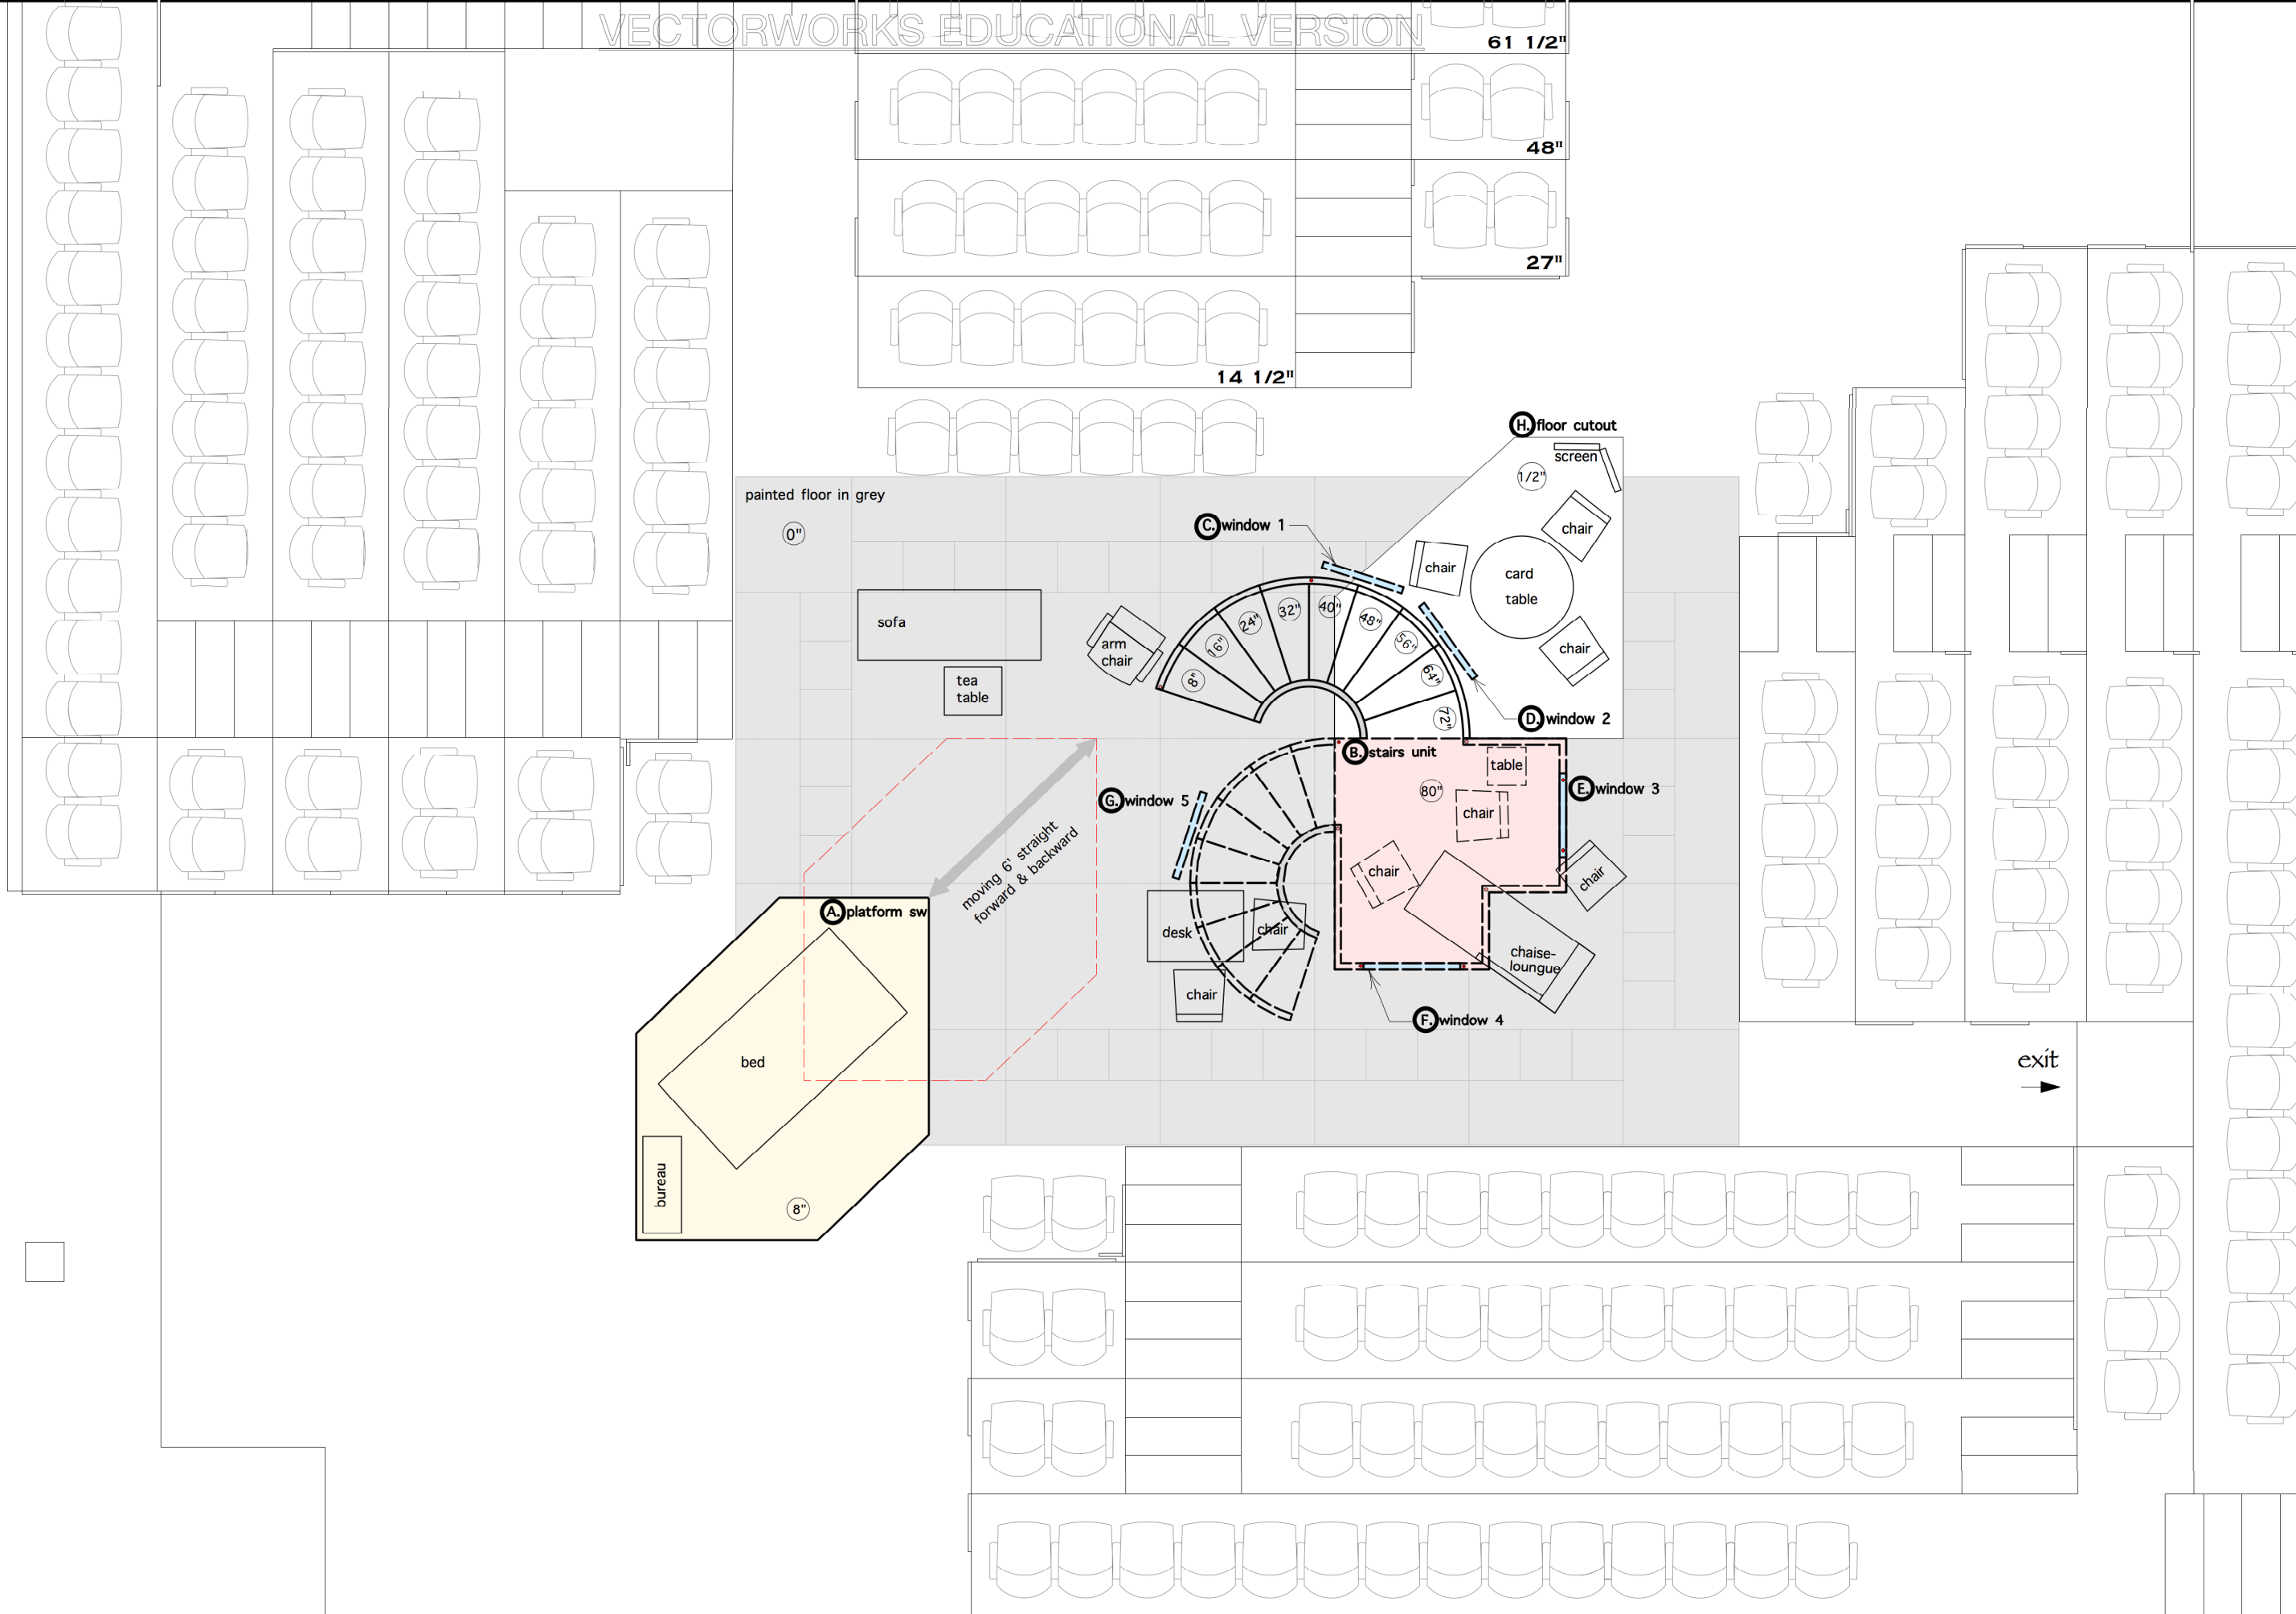 VECTORWORKS EDUCATIONAL VERSION
61 1/2"
48"
27"
14 1/2"
H. floor cutout
screen
1/2"
painted floor in grey
0"
C. window 1
chair
chair
card
table
sofa
arm
chair
tea
table
8"
16"
24"
32"
40"
48"
56"
64"
72"
chair
D. window 2
B. stairs unit
table
80"
chair
E. window 3
G. window 5
moving 6' straight
forward & backward
chair
chair
A. platform sw
desk
chair
chaise-
loungue
chair
F. window 4
bed
bureau
8"
exit